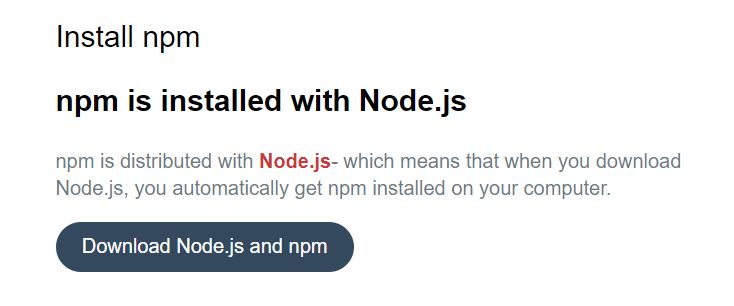 Install npm
npm is installed with Node.js
npm is distributed with Node.js- which means that when you download
Node.js, you automatically get npm installed on your computer.
Download Node.js and npm